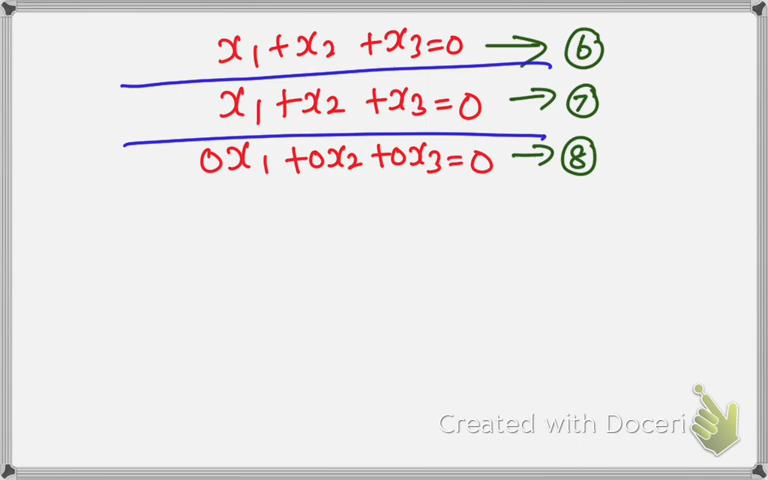 x₁ + x₂ + x₃ = 0 → ⑥
x₁ + x₂ + x₃ = 0 → ⑦
0x₁ + 0x₂ + 0x₃ = 0 → ⑧
Created with Doceri